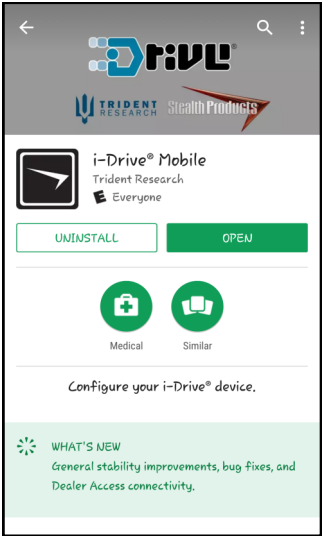 iDrive®
TRIDENT
RESEARCH
Stealth Products
i-Drive® Mobile
Trident Research
E Everyone
UNINSTALL
OPEN
Medical
Similar
Configure your i-Drive® device.
WHAT'S NEW
General stability improvements, bug fixes, and
Dealer Access connectivity.